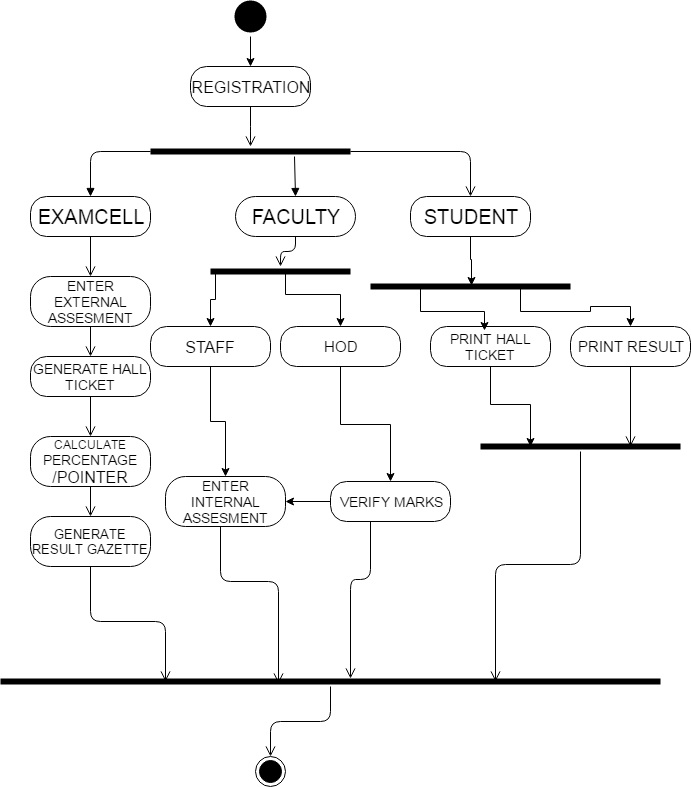 REGISTRATION
EXAMCELL
FACULTY
STUDENT
ENTER
EXTERNAL
ASSESMENT
STAFF
HOD
PRINT HALL
TICKET
PRINT RESULT
GENERATE HALL
TICKET
CALCULATE
PERCENTAGE
/POINTER
ENTER
INTERNAL
ASSESMENT
VERIFY MARKS
GENERATE
RESULT GAZETTE